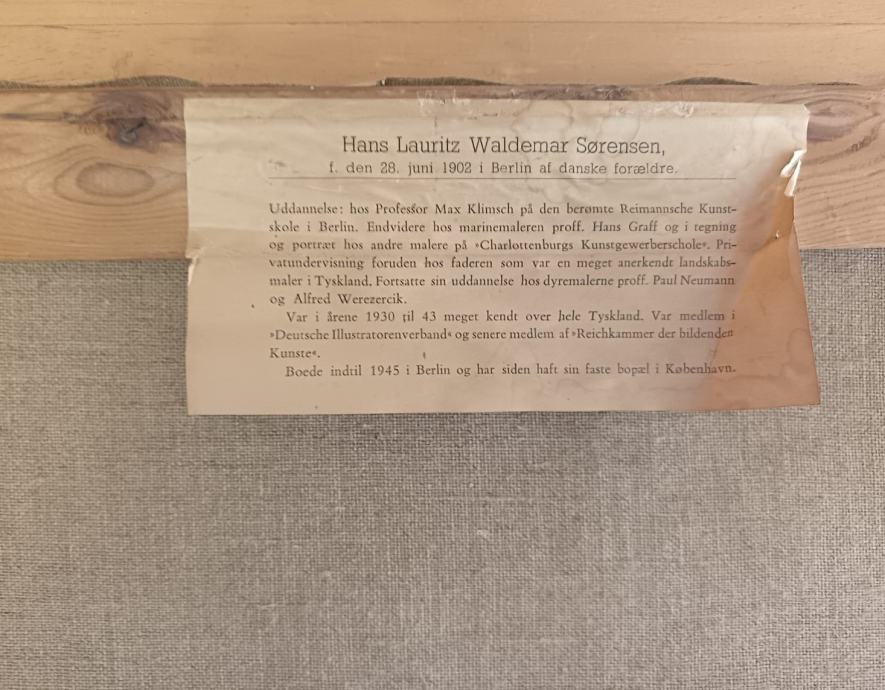 Hans Lauritz Waldemar Sørensen,
f. den 28. juni 1902 i Berlin af danske forældre.
Uddannelse: hos Professor Max Klimsch på den berømte Reimannsche Kunst-
skole i Berlin. Endvidere hos marinemaleren proff. Hans Graff og i tegning
og portræt hos andre malere på »Charlottenburgs Kunstgewerberschole«. Pri-
vatundervisning foruden hos faderen som var en meget anerkendt landskabs-
maler i Tyskland. Fortsatte sin uddannelse hos dyremalerne proff. Paul Neumann
og Alfred Werezercik.
Var i årene 1930 til 43 meget kendt over hele Tyskland. Var medlem i
»Deutsche Illustratorenverband« og senere medlem af »Reichkammer der bildenden
Kunste«.
Boede indtil 1945 i Berlin og har siden haft sin faste bopæl i København.